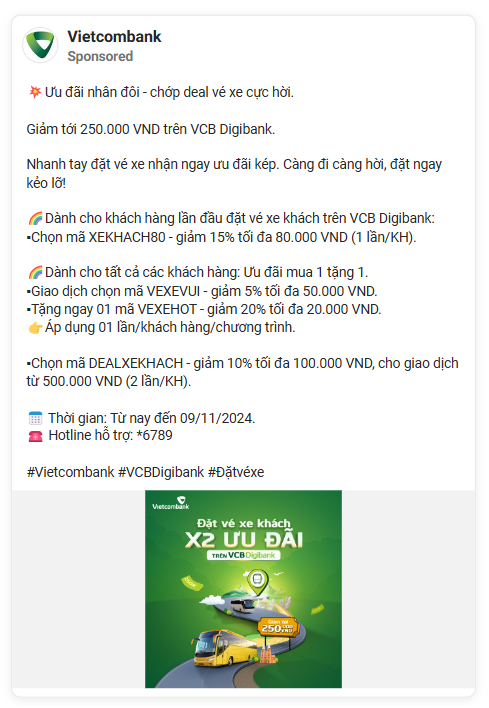 Vietcombank
Sponsored
💥 Ưu đãi nhân đôi - chớp deal vé xe cực hời.
Giảm tới 250.000 VND trên VCB Digibank.
Nhanh tay đặt vé xe nhận ngay ưu đãi kép. Càng đi càng hời, đặt ngay
kẻo lỡ!
🌈Dành cho khách hàng lần đầu đặt vé xe khách trên VCB Digibank:
▪️Chọn mã XEKHACH80 - giảm 15% tối đa 80.000 VND (1 lần/KH).
🌈Dành cho tất cả các khách hàng: Ưu đãi mua 1 tặng 1.
▪️Giao dịch chọn mã VEXEVUI - giảm 5% tối đa 50.000 VND.
▪️Tặng ngay 01 mã VEXEHOT - giảm 20% tối đa 20.000 VND.
👉Áp dụng 01 lần/khách hàng/chương trình.
▪️Chọn mã DEALXEKHACH - giảm 10% tối đa 100.000 VND, cho giao dịch
từ 500.000 VND (2 lần/KH).
📅 Thời gian: Từ nay đến 09/11/2024.
☎️ Hotline hỗ trợ: *6789
#Vietcombank #VCBDigibank #Đặtvéxe
Vietcombank
Đặt vé xe khách
X2 ƯU ĐÃI
TRÊN VCB Digibank
Giảm tới
250.000 VND